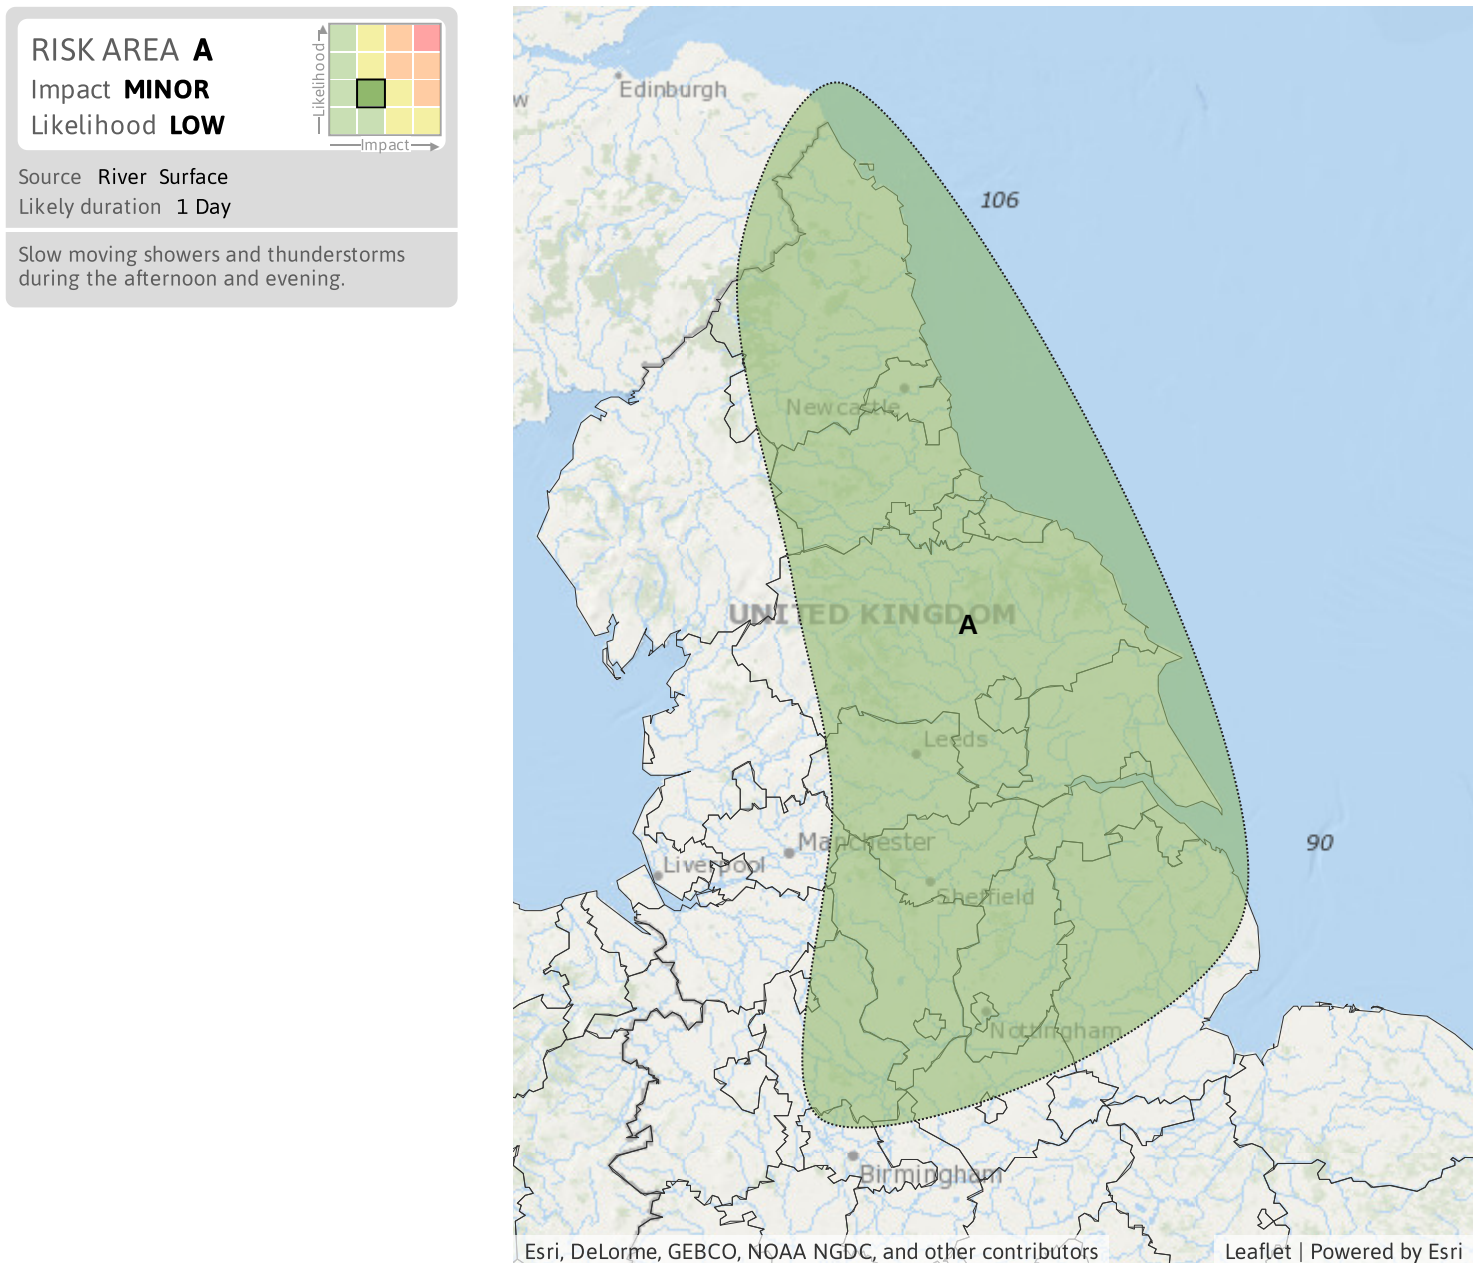 RISK AREA A
Impact MINOR
Likelihood LOW
Likelihood
Impact
Source River Surface
Likely duration 1 Day
Slow moving showers and thunderstorms
during the afternoon and evening.
w
Edinburgh
106
Newcastle
UNITED KINGDOM
A
Leeds
Manchester
90
Liverpool
Sheffield
Nottingham
Birmingham
Esri, DeLorme, GEBCO, NOAA NGDC, and other contributors
Leaflet | Powered by Esri